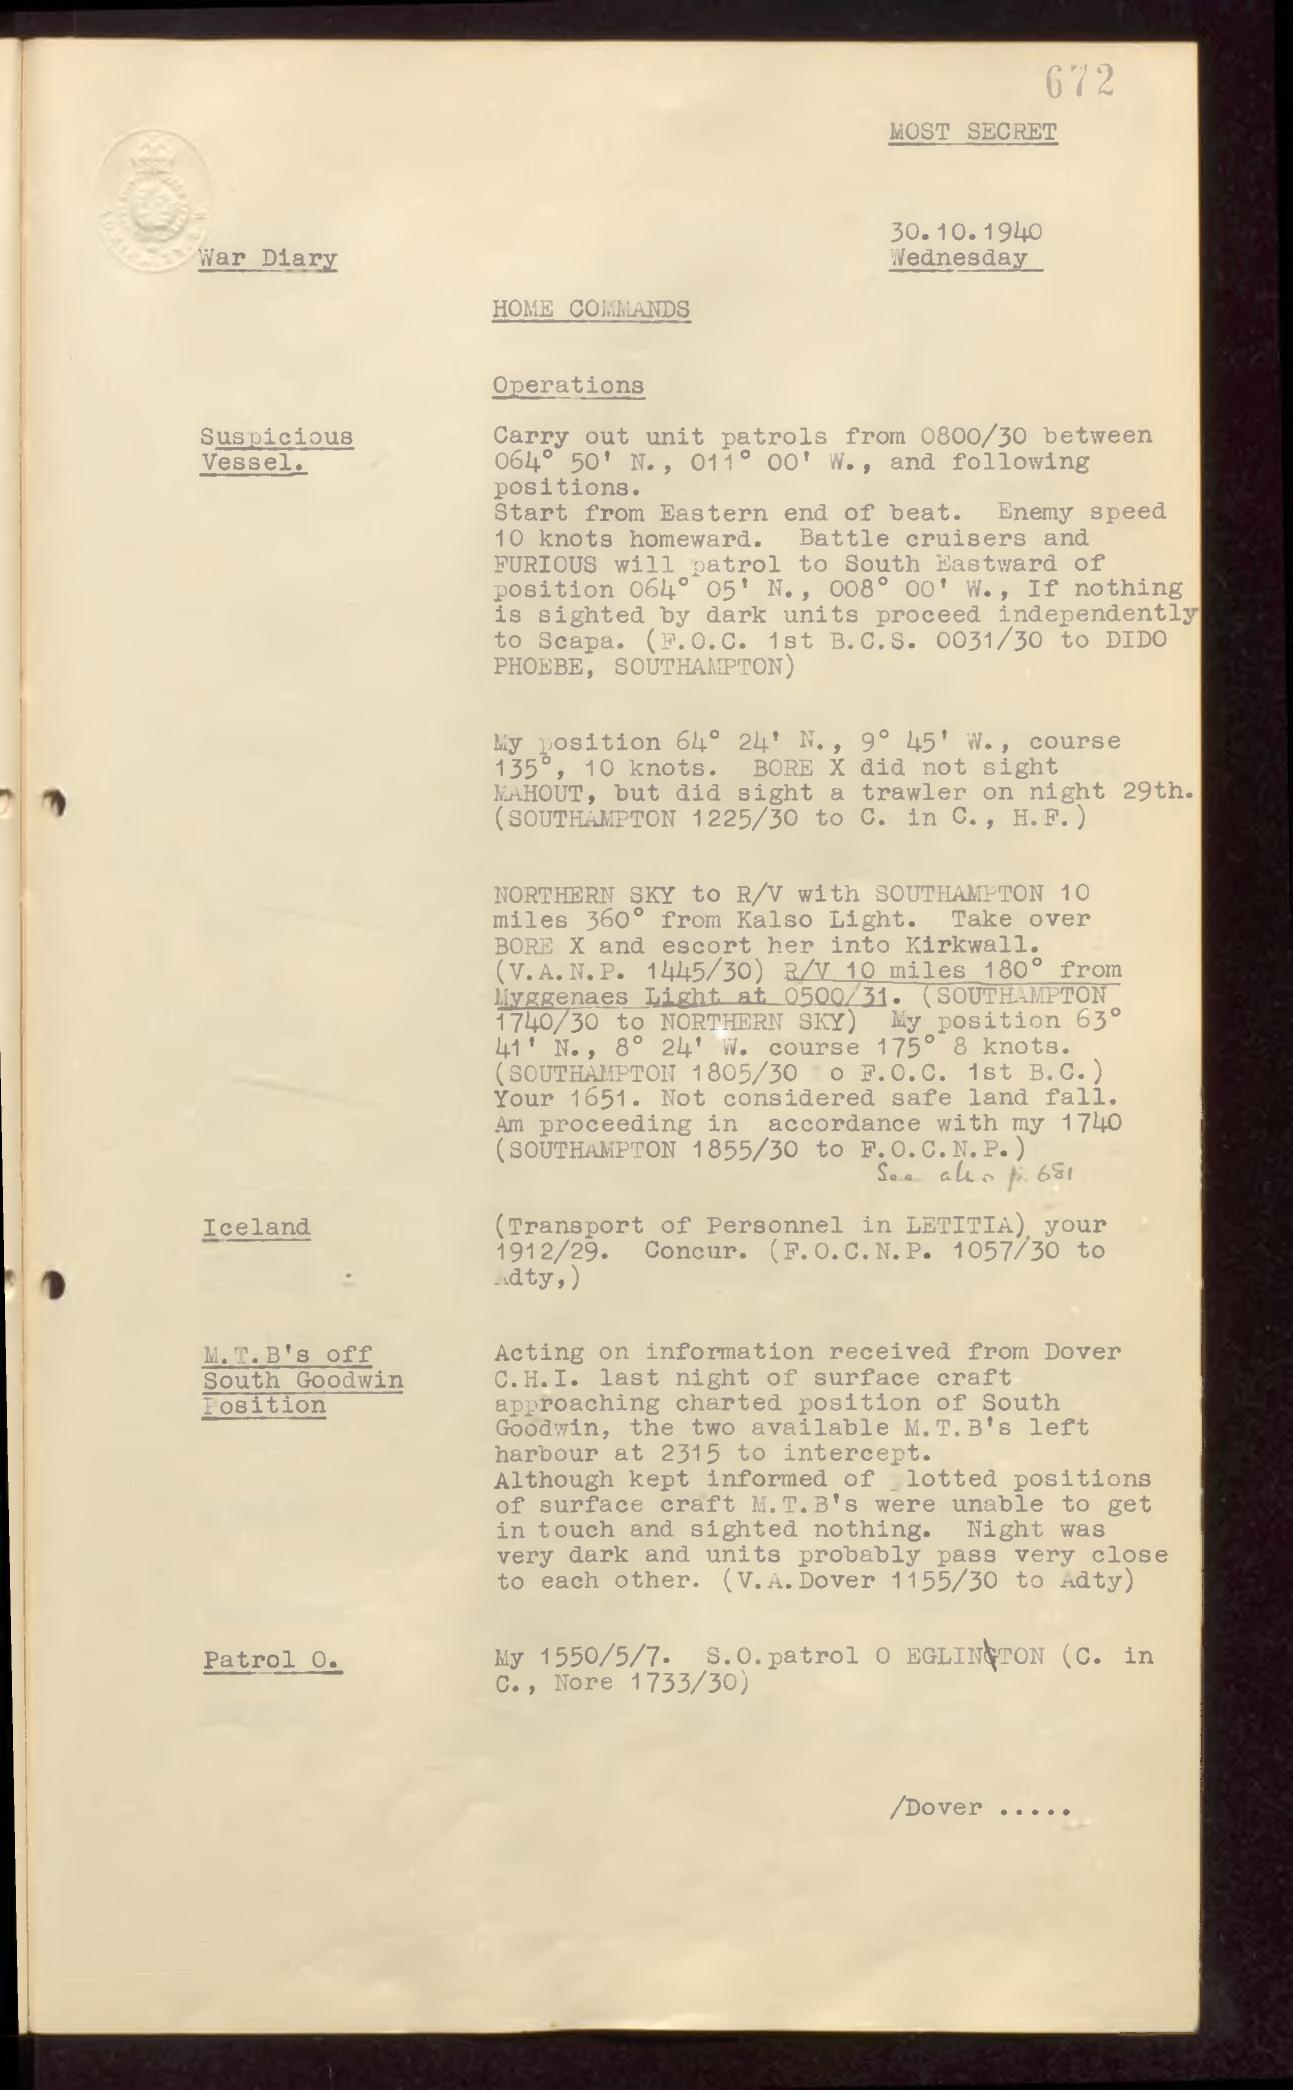 672
MOST SECRET
30.10.1940
War Diary
Wednesday
HOME COMMANDS
Operations
Suspicious
Vessel.
Carry out unit patrols from 0800/30 between
064° 50' N., 011° 00' W., and following
positions.
Start from Eastern end of beat. Enemy speed
10 knots homeward. Battle cruisers and
FURIOUS will patrol to South Eastward of
position 064° 05' N., 008° 00' W., If nothing
is sighted by dark units proceed independently
to Scapa. (F.O.C. 1st B.C.S. 0031/30 to DIDO
PHOEBE, SOUTHAMPTON)
My position 64° 24' N., 9° 45' W., course
135°, 10 knots. BORE X did not sight
MAHOUT, but did sight a trawler on night 29th.
(SOUTHAMPTON 1225/30 to C. in C., H.F.)
NORTHERN SKY to R/V with SOUTHAMPTON 10
miles 360° from Kalso Light. Take over
BORE X and escort her into Kirkwall.
(V.A.N.P. 1445/30) R/V 10 miles 180° from
Myggenaes Light at 0500/31. (SOUTHAMPTON
1740/30 to NORTHERN SKY) My position 63°
41' N., 8° 24' W. course 175° 8 knots.
(SOUTHAMPTON 1805/30 o F.O.C. 1st B.C.)
Your 1651. Not considered safe land fall.
Am proceeding in accordance with my 1740
(SOUTHAMPTON 1855/30 to F.O.C.N.P.)
See also p. 681
Iceland
(Transport of Personnel in LETITIA) your
1912/29. Concur. (F.O.C.N.P. 1057/30 to
Adty,)
M.T.B's off
South Goodwin
Position
Acting on information received from Dover
C.H.I. last night of surface craft
approaching charted position of South
Goodwin, the two available M.T.B's left
harbour at 2315 to intercept.
Although kept informed of plotted positions
of surface craft M.T.B's were unable to get
in touch and sighted nothing. Night was
very dark and units probably pass very close
to each other. (V.A.Dover 1155/30 to Adty)
Patrol O.
My 1550/5/7. S.O.patrol O EGLINGTON (C. in
C., Nore 1733/30)
/Dover .....